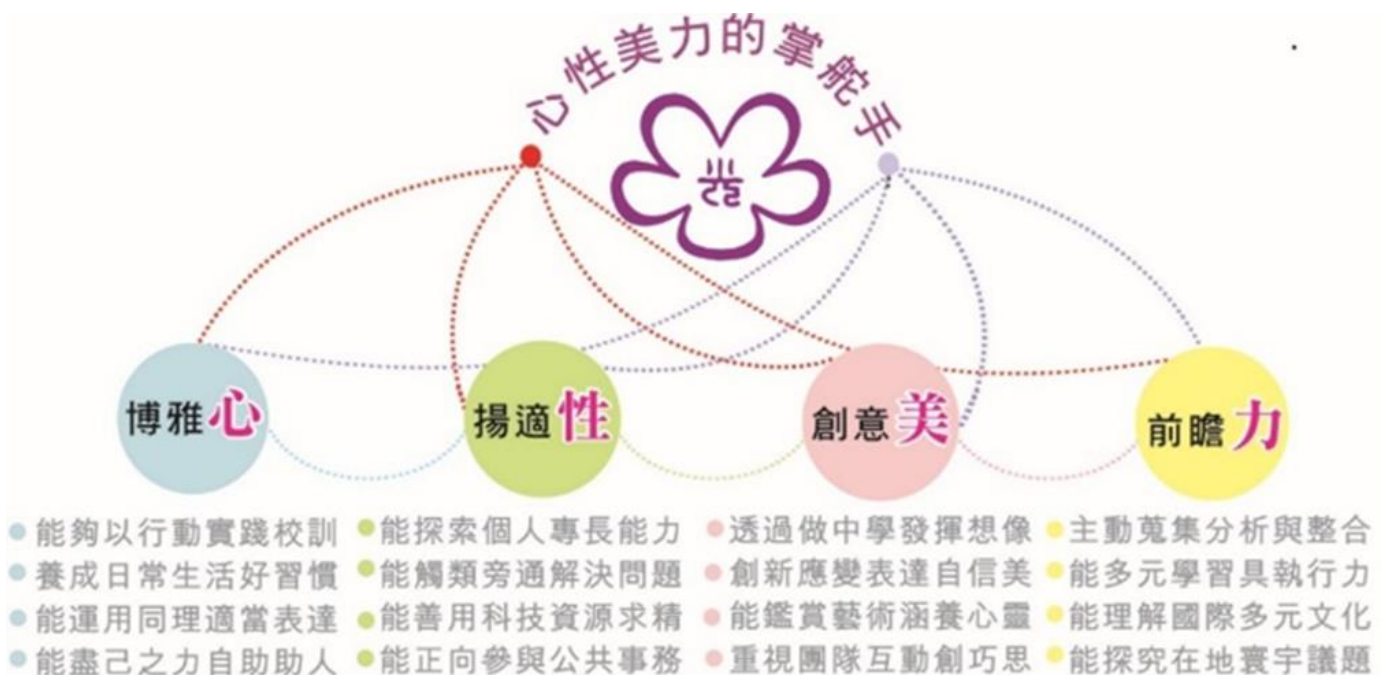 心性美力的掌舵手
博雅心
揚適性
創意美
前瞻力
能夠以行動實踐校訓
養成日常生活好習慣
能運用同理適當表達
能盡己之力自助助人
能探索個人專長能力
能觸類旁通解決問題
能善用科技資源求精
能正向參與公共事務
透過做中學發揮想像
創新應變表達自信美
能鑑賞藝術涵養心靈
重視團隊互動創巧思
主動蒐集分析與整合
能多元學習具執行力
能理解國際多元文化
能探究在地寰宇議題